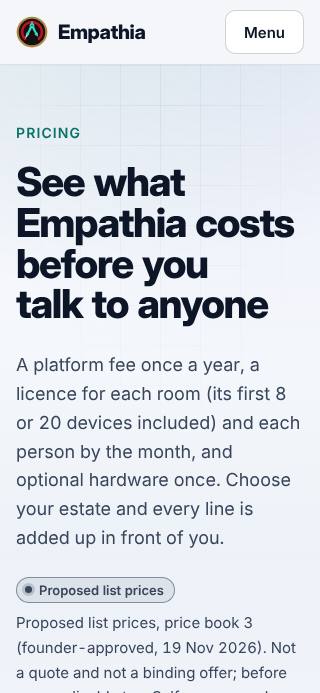 Empathia
Menu
PRICING
See what
Empathia costs
before you
talk to anyone
A platform fee once a year, a
licence for each room (its first 8
or 20 devices included) and each
person by the month, and
optional hardware once. Choose
your estate and every line is
added up in front of you.
Proposed list prices
Proposed list prices, price book 3
(founder-approved, 19 Nov 2026). Not
a quote and not a binding offer; before